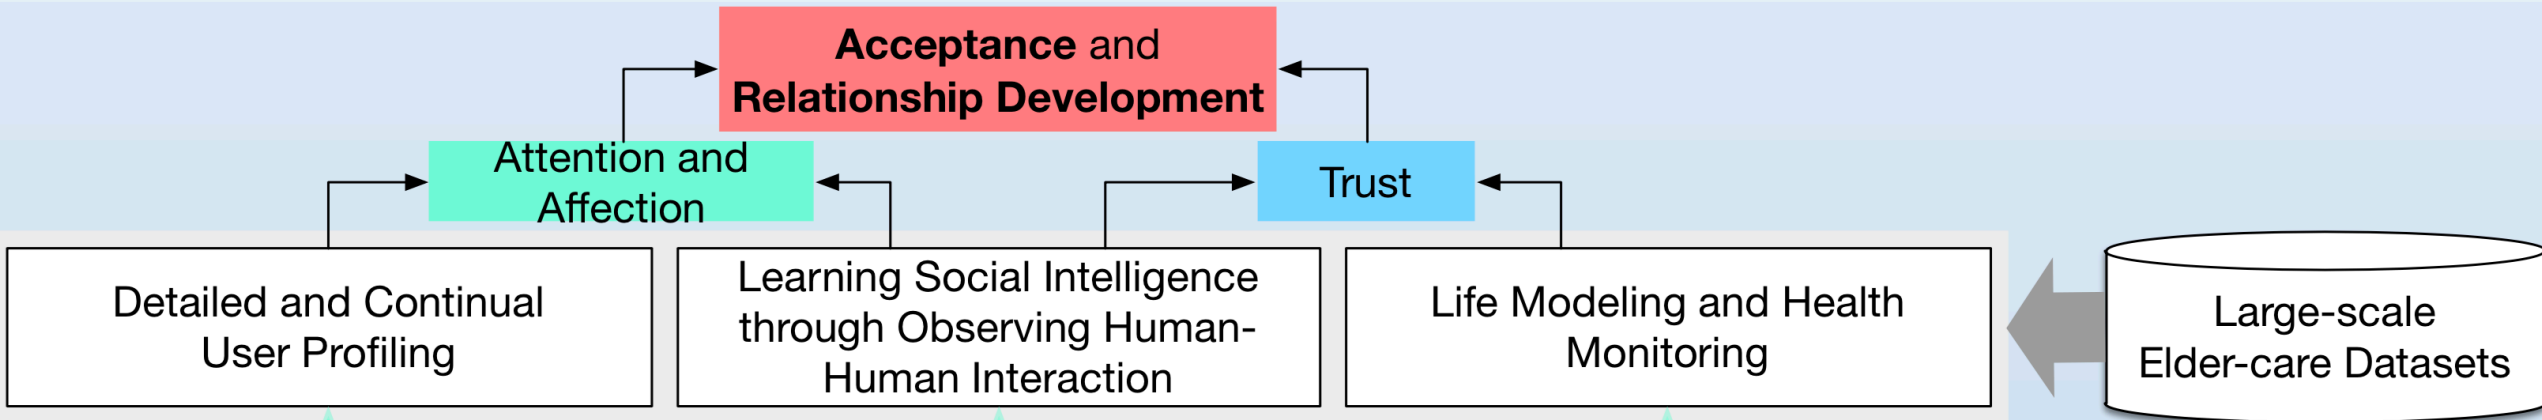 Acceptance and
Relationship Development
Attention and
Affection
Trust
Detailed and Continual
User Profiling
Learning Social Intelligence
through Observing Human-
Human Interaction
Life Modeling and Health
Monitoring
Large-scale
Elder-care Datasets